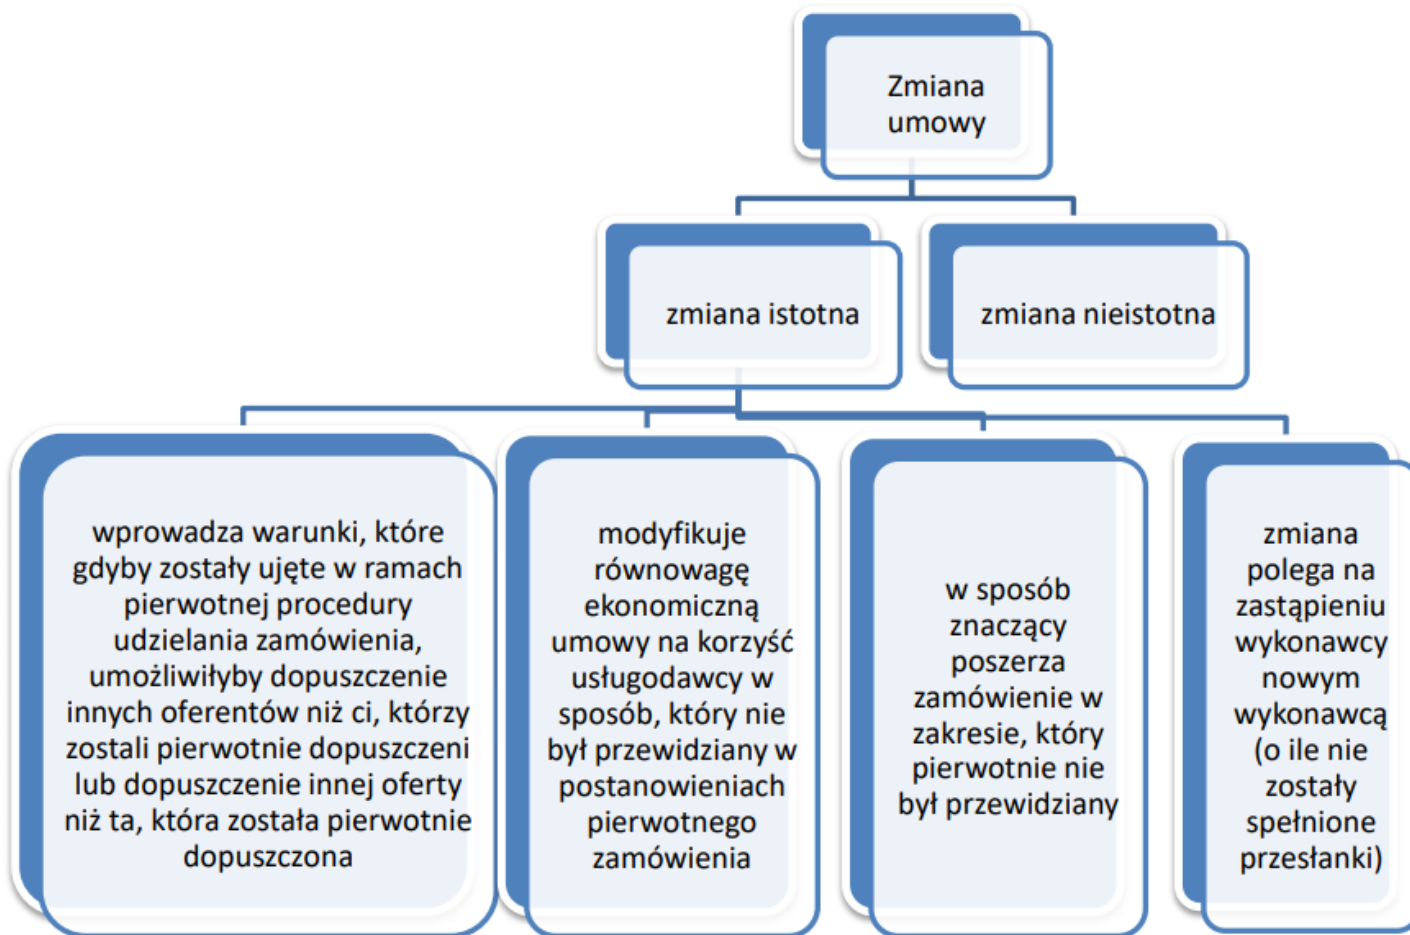 Zmiana
umowy
zmiana istotna
zmiana nieistotna
wprowadza warunki, które
gdyby zostały ujęte w ramach
pierwotnej procedury
udzielania zamówienia,
umożliwiłyby dopuszczenie
innych oferentów niż ci, którzy
zostali pierwotnie dopuszczeni
lub dopuszczenie innej oferty
niż ta, która została pierwotnie
dopuszczona
modyfikuje
równowagę
ekonomiczną
umowy na korzyść
usługodawcy w
sposób, który nie
był przewidziany w
postanowieniach
pierwotnego
zamówienia
w sposób
znaczący
poszerza
zamówienie w
zakresie, który
pierwotnie nie
był przewidziany
zmiana
polega na
zastąpieniu
wykonawcy
nowym
wykonawcą
(o ile nie
zostały
spełnione
przesłanki)